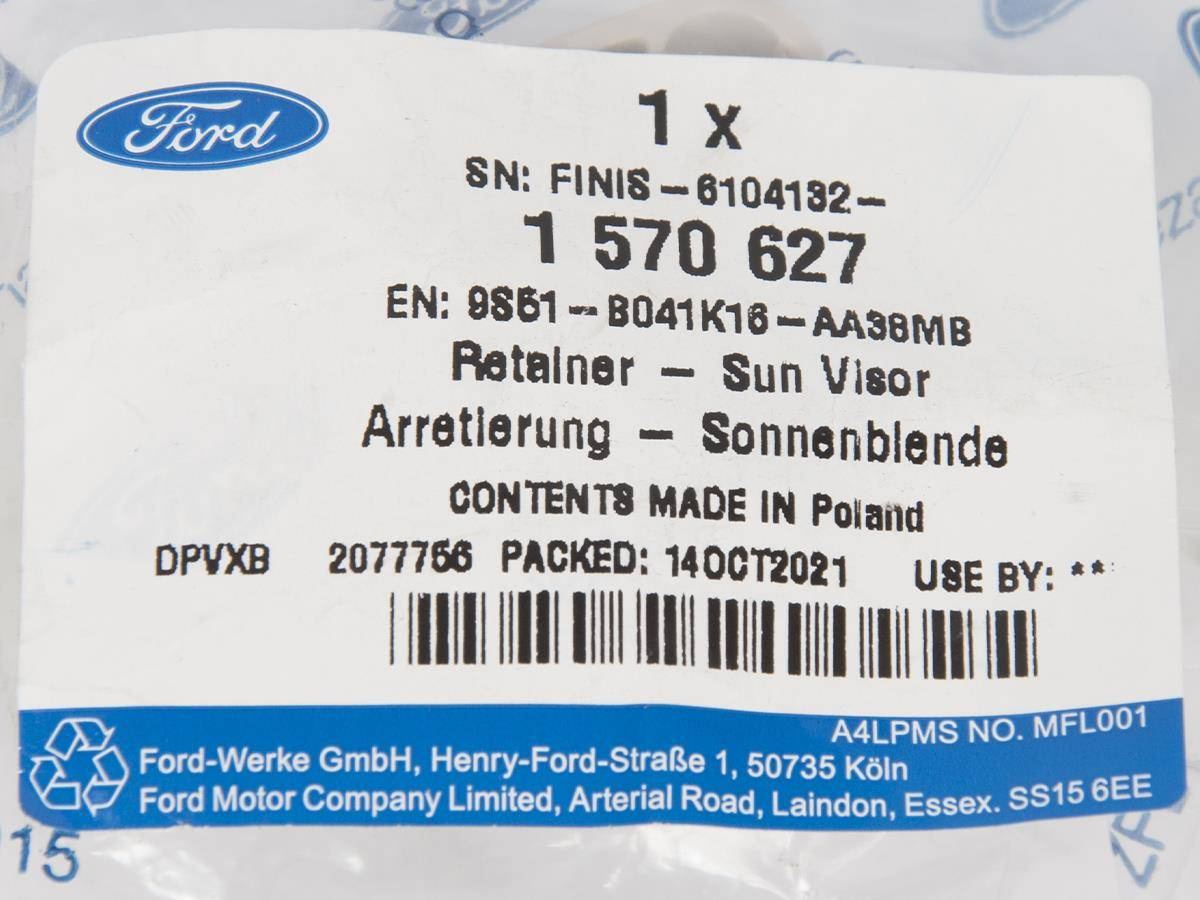 Ford
1 x
SN: FINIS-6104132-
1 570 627
EN: 9S51-B041K16-AA38MB
Retainer - Sun Visor
Arretierung - Sonnenblende
CONTENTS MADE IN Poland
DPVXB 2077756 PACKED: 14OCT2021 USE BY: **
A4LPMS NO. MFL001
Ford-Werke GmbH, Henry-Ford-Straße 1, 50735 Köln
Ford Motor Company Limited, Arterial Road, Laindon, Essex. SS15 6EE
15